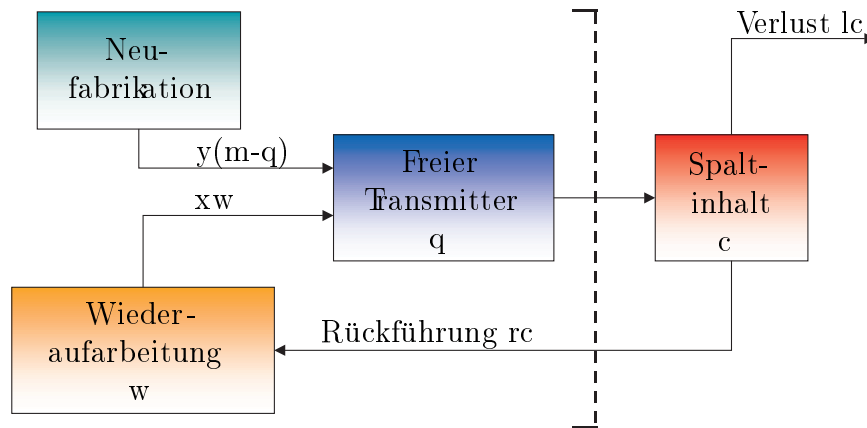 Neu-
fabrikation
y(m-q)
xw
Freier
Transmitter
q
Verlust lc
Spalt-
inhalt
c
Wieder-
aufarbeitung
w
Rückführung rc